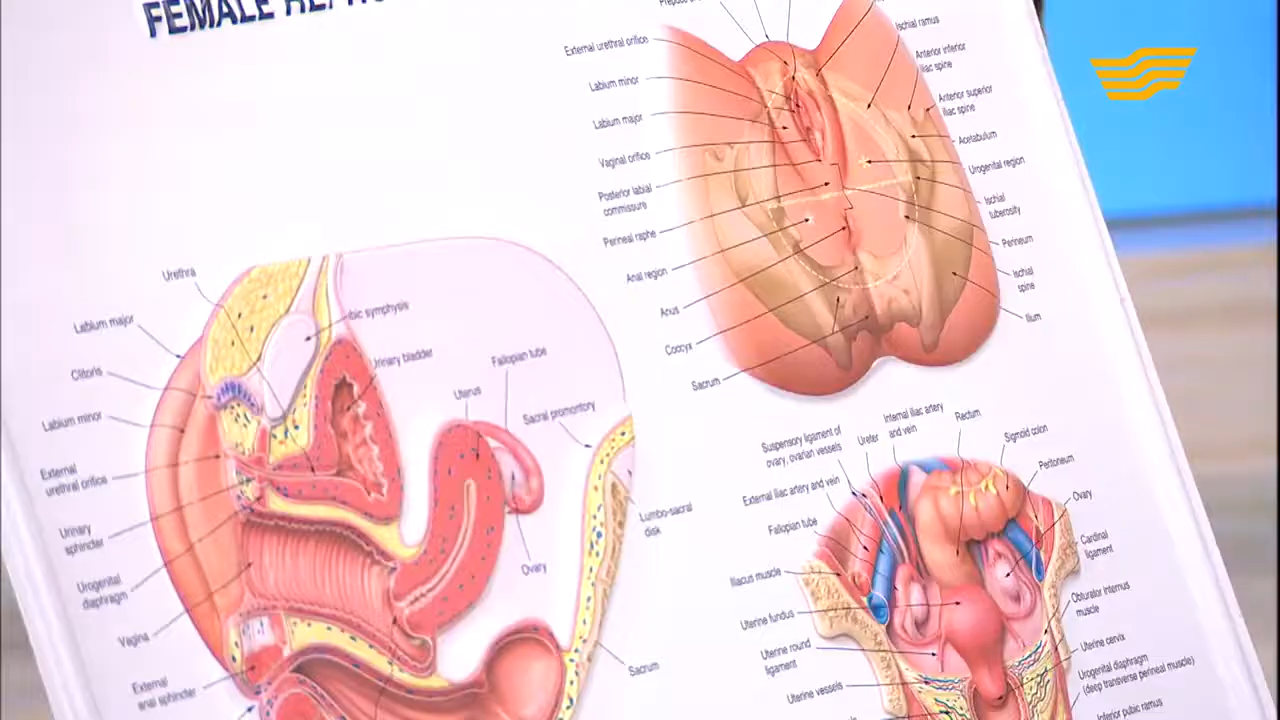 FEMALE
External urethral orifice
Labium minor
Labium major
Vaginal orifice
Posterior labial
commissure
Perineal raphe
Anal region
Anus
Coccyx
Sacrum
Ischial ramus
Anterior inferior
iliac spine
Anterior superior
iliac spine
Acetabulum
Urogenital region
Ischial
tuberosity
Perineum
Ischial
spine
Ilium
Urethra
Labium major
Clitoris
Labium minor
External
urethral orifice
Urinary
sphincter
Urogenital
diaphragm
Vagina
External
anal sphincter
symphysis
Urinary bladder
Uterus
Fallopian tube
Sacral promontory
Lumbo-sacral
disk
Ovary
Sacrum
Suspensory ligament of
ovary, ovarian vessels
Ureter
Internal iliac artery
and vein
Rectum
Sigmoid colon
Peritoneum
Ovary
Cardinal
ligament
Obturator internus
muscle
Uterine cervix
Urogenital diaphragm
(deep transverse perineal muscle)
Inferior pubic ramus
External iliac artery and vein
Fallopian tube
Iliacus muscle
Uterine fundus
Uterine round
ligament
Uterine vessels